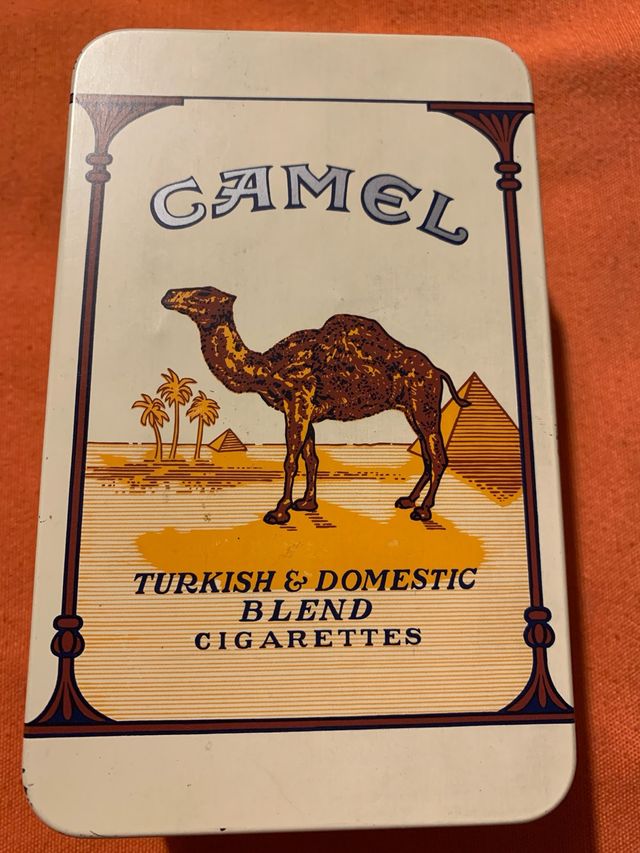 CAMEL
TURKISH & DOMESTIC
BLEND
CIGARETTES